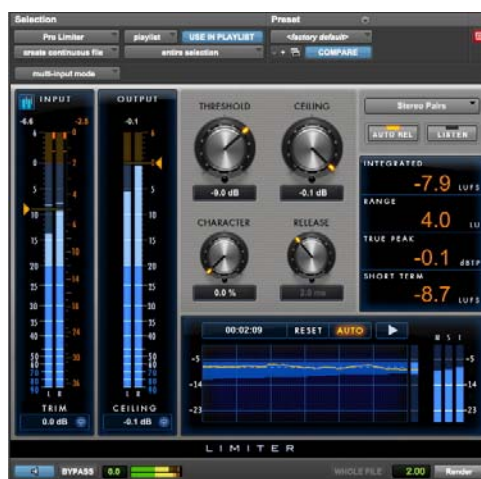 Selection Preset
Pro Limiter playlist USE IN PLAYLIST <factory default>
create continuous file entire selection - + COMPARE
multi-input mode
INPUT OUTPUT THRESHOLD CEILING Stereo Pairs
-6.6 -2.8 -0.1
AUTO REL LISTEN
-9.0 dB -0.1 dB
INTEGRATED
-7.9 LUFS
RANGE
4.0 LU
CHARACTER RELEASE
TRUE PEAK
-0.1 dBTP
0.0 % 2.0 ms
SHORT TERM
-8.7 LUFS
00:02:09 RESET AUTO
M S I
-5 -5
-14 -14
-23 -23
L R L R
TRIM CEILING
0.0 dB -0.1 dB
LIMITER
BYPASS 0.0 WHOLE FILE 2.00 Render